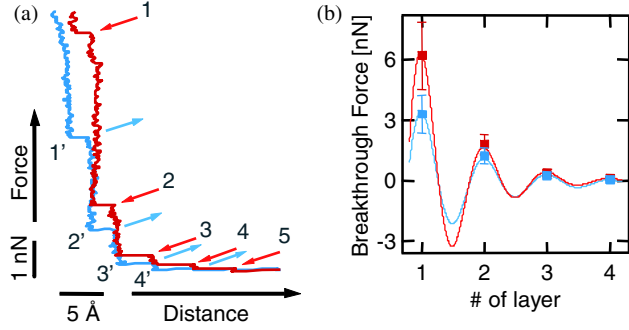 (a)
1
1'
2
2'
3
3'
4
4'
5
Force
1 nN
5 Å
Distance
(b)
Breakthrough Force [nN]
6
3
0
-3
1 2 3 4
# of layer